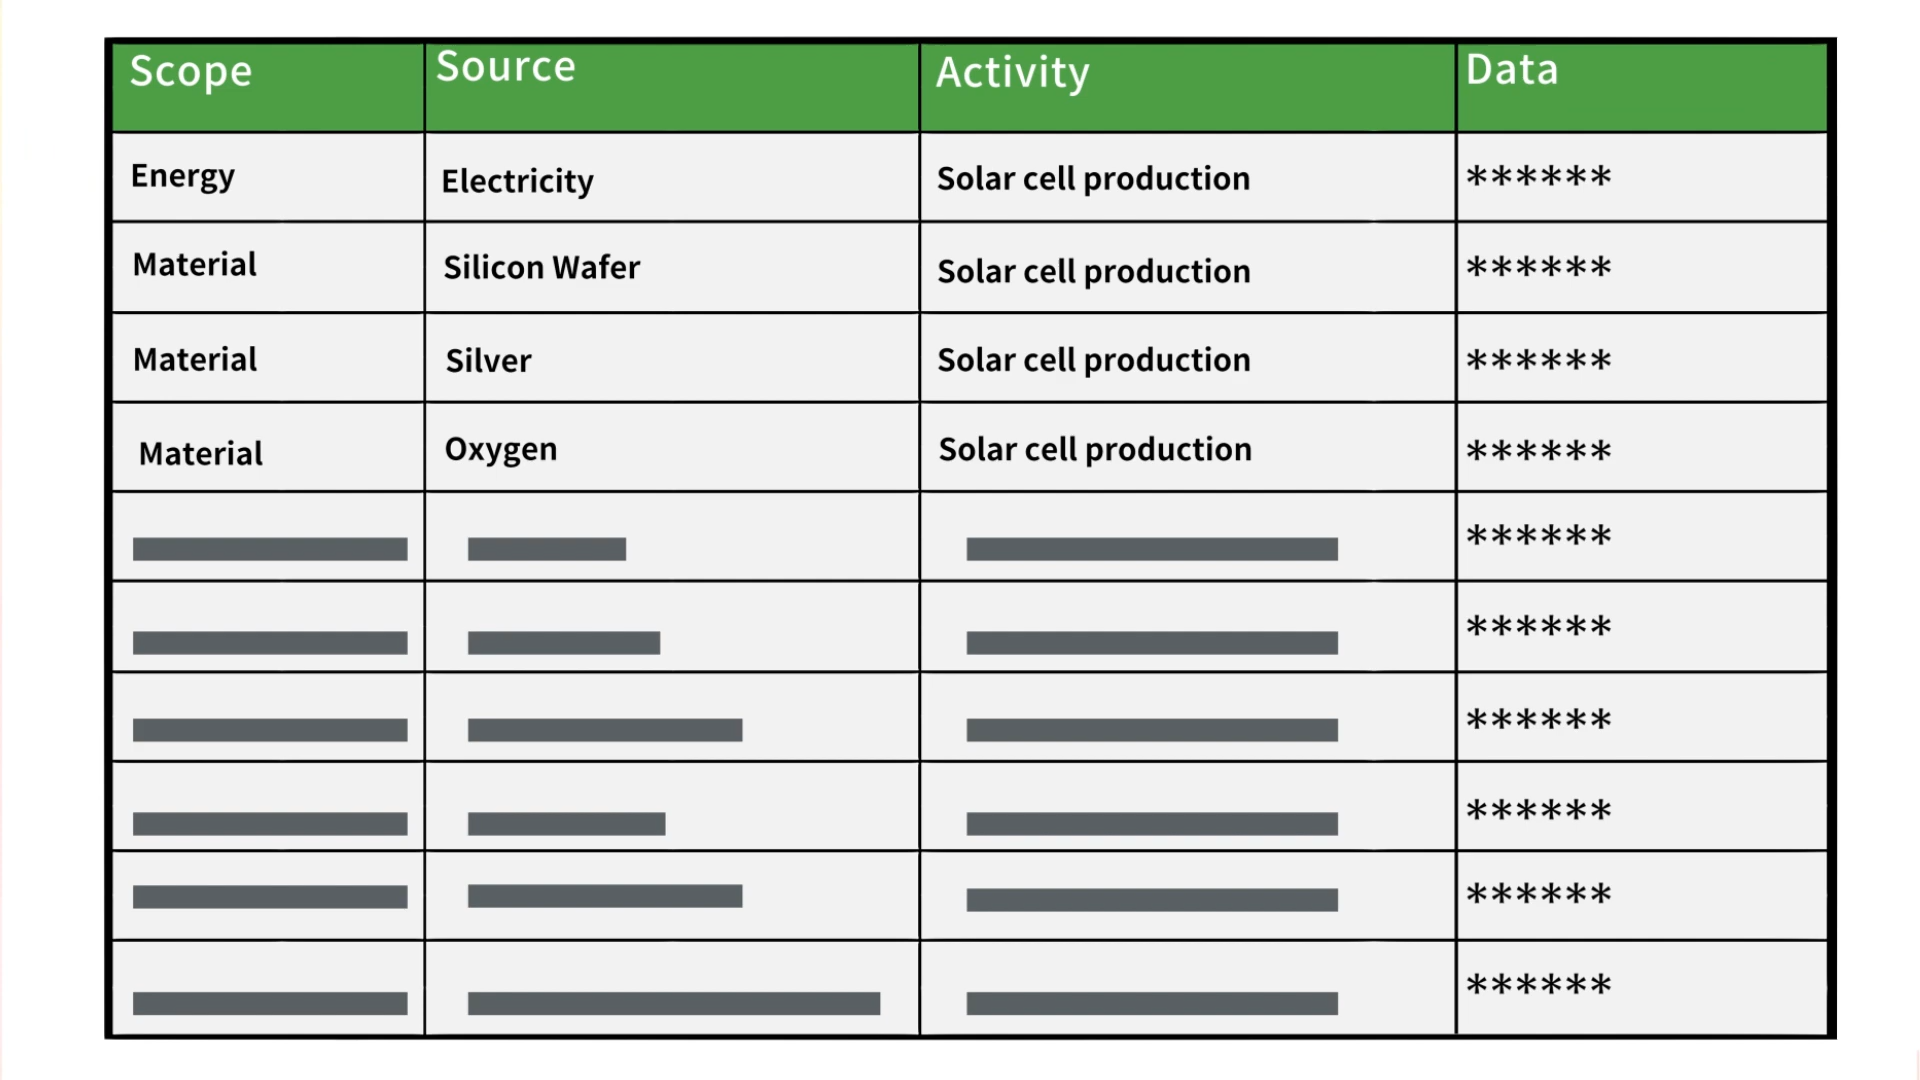 Scope Source Activity Data
Energy Electricity Solar cell production ******
Material Silicon Wafer Solar cell production ******
Material Silver Solar cell production ******
Material Oxygen Solar cell production ******
******
******
******
******
******
******